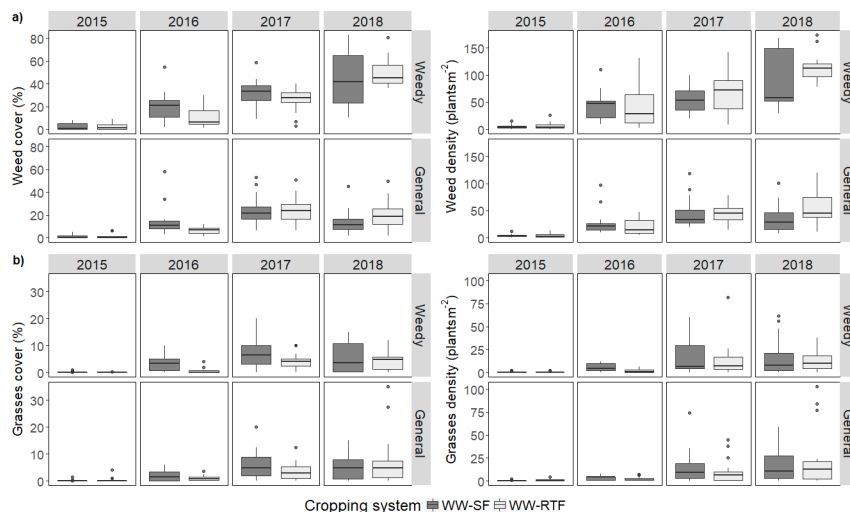 a)
2015 2016 2017 2018
Weed cover (%)
80
60
40
20
0
Weedy
80
60
40
20
0
General
2015 2016 2017 2018
Weed density (plantsm-2)
150
100
50
0
Weedy
150
100
50
0
General
b)
2015 2016 2017 2018
Grasses cover (%)
30
20
10
0
Weedy
30
20
10
0
General
2015 2016 2017 2018
Grasses density (plantsm-2)
100
75
50
25
0
Weedy
100
75
50
25
0
General
Cropping system WW-SF WW-RTF